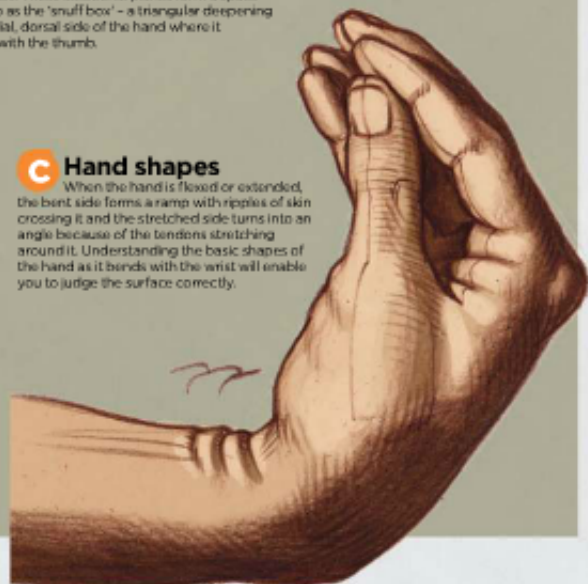 as the 'snuff box' – a triangular deepening
ial, dorsal side of the hand where it
with the thumb.
C Hand shapes
When the hand is flexed or extended,
the bent side forms a ramp with ripples of skin
crossing it and the stretched side turns into an
angle because of the tendons stretching
around it. Understanding the basic shapes of
the hand as it bends with the wrist will enable
you to judge the surface correctly.